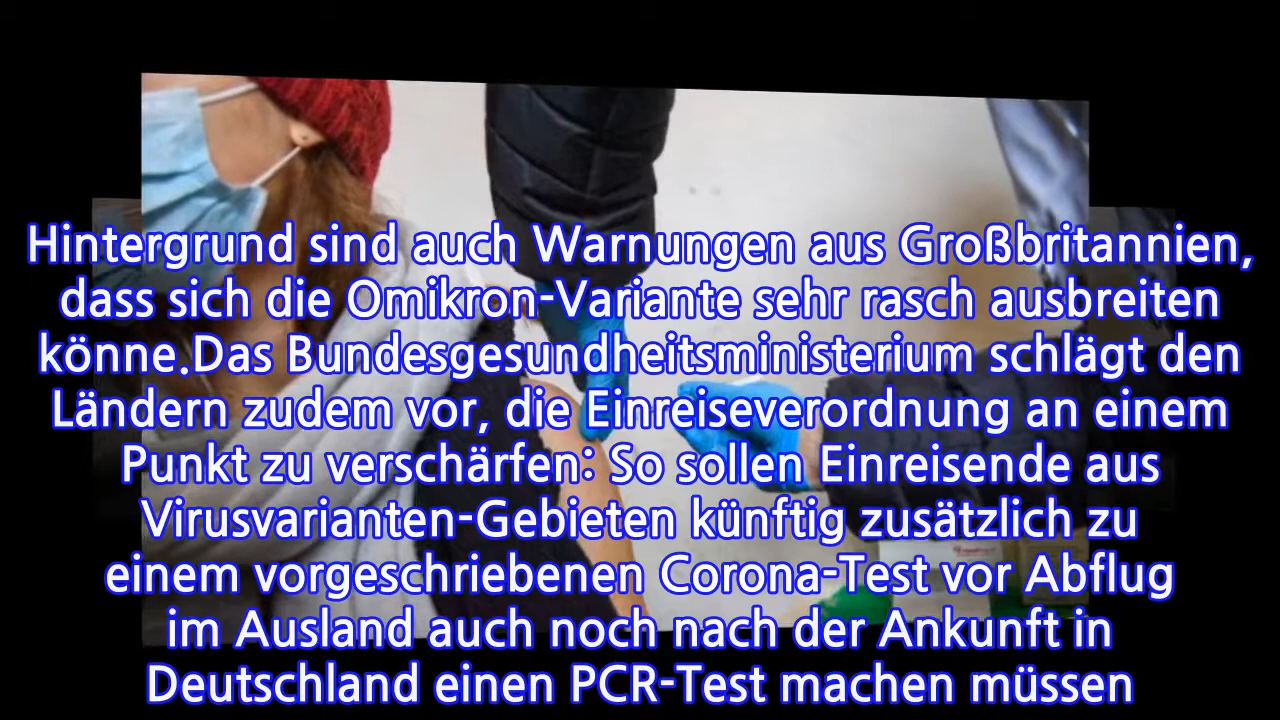 Hintergrund sind auch Warnungen aus Großbritannien,
dass sich die Omikron-Variante sehr rasch ausbreiten
könne.Das Bundesgesundheitsministerium schlägt den
Ländern zudem vor, die Einreiseverordnung an einem
Punkt zu verschärfen: So sollen Einreisende aus
Virusvarianten-Gebieten künftig zusätzlich zu
einem vorgeschriebenen Corona-Test vor Abflug
im Ausland auch noch nach der Ankunft in
Deutschland einen PCR-Test machen müssen